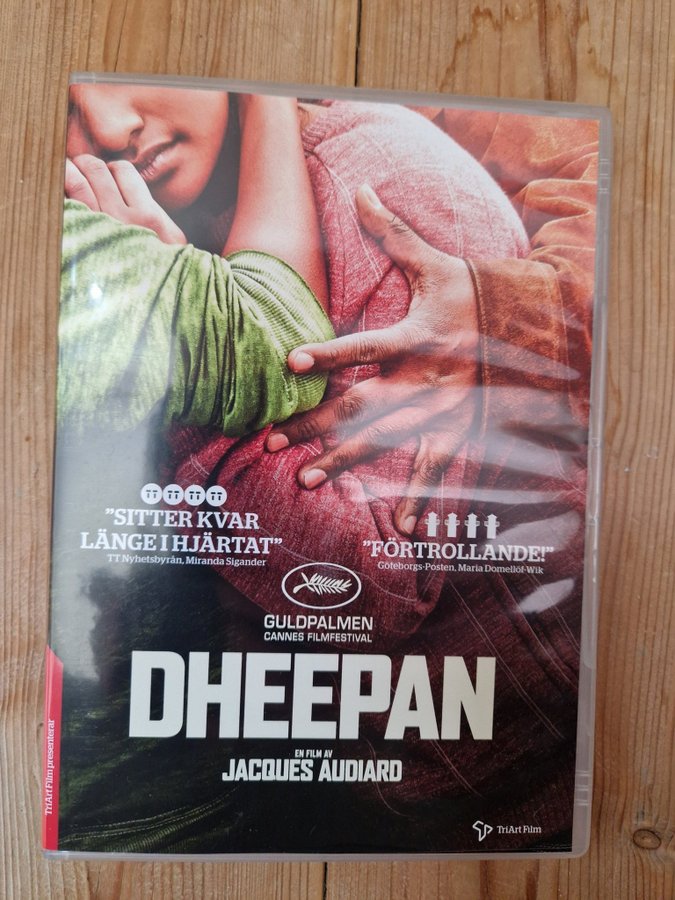 ”SITTER KVAR
LÄNGE I HJÄRTAT”
TT Nyhetsbyrån, Miranda Sigander
”FÖRTROLLANDE!”
Göteborgs-Posten, Maria Domellöf-Wik
GULDPALMEN
CANNES FILMFESTIVAL
DHEEPAN
EN FILM AV
JACQUES AUDIARD
TriArt Film presenterar
TriArt Film